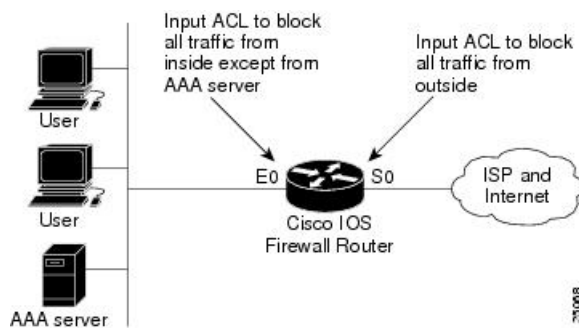 Input ACL to block
all traffic from
inside except from
AAA server
Input ACL to block
all traffic from
outside
User
User
AAA server
E0
S0
Cisco IOS
Firewall Router
ISP and
Internet